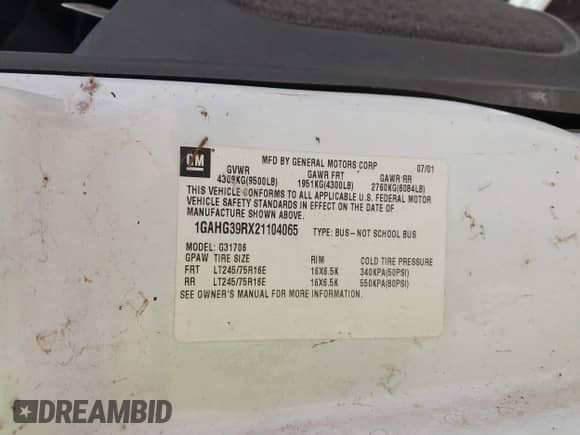 GM
MFD BY GENERAL MOTORS CORP 07/01
GVWR GAWR FRT GAWR RR
4309KG(9500LB) 1951KG(4300LB) 2760KG(6084LB)
THIS VEHICLE CONFORMS TO ALL APPLICABLE U.S. FEDERAL MOTOR
VEHICLE SAFETY STANDARDS IN EFFECT ON THE DATE OF
MANUFACTURE SHOWN ABOVE.
1GAHG39RX21104065 TYPE: BUS-NOT SCHOOL BUS
MODEL: G31706
GPAW TIRE SIZE RIM COLD TIRE PRESSURE
FRT LT245/75R16E 16X6.5K 340KPA(50PSI)
RR LT245/75R16E 16X6.5K 550KPA(80PSI)
SEE OWNER'S MANUAL FOR MORE INFORMATION.
DREAMBID